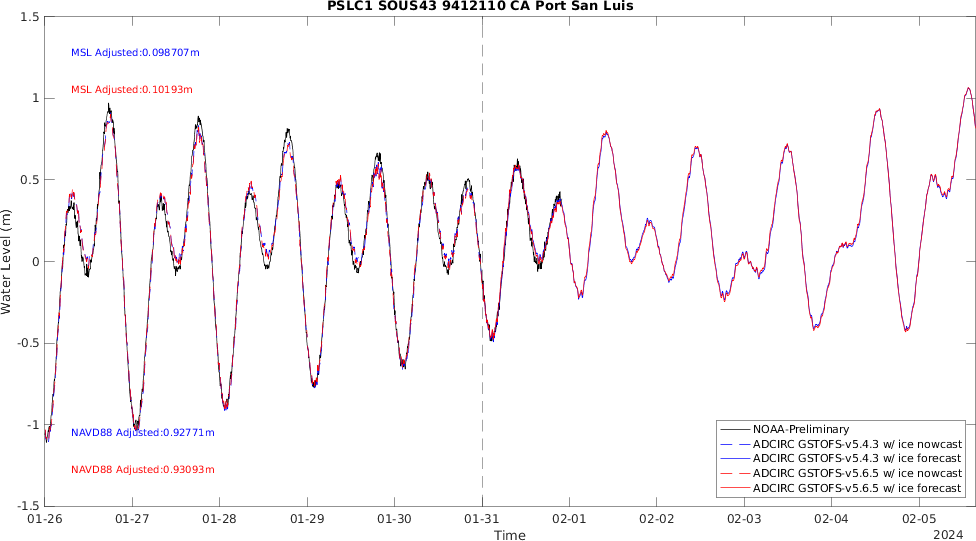 PSLC1 SOUS43 9412110 CA Port San Luis
1.5
MSL Adjusted:0.098707m
MSL Adjusted:0.10193m
1
0.5
0
Water Level (m)
-0.5
-1
NAVD88 Adjusted:0.92771m
NAVD88 Adjusted:0.93093m
-1.5
NOAA-Preliminary
ADCIRC GSTOFS-v5.4.3 w/ ice nowcast
ADCIRC GSTOFS-v5.4.3 w/ ice forecast
ADCIRC GSTOFS-v5.6.5 w/ ice nowcast
ADCIRC GSTOFS-v5.6.5 w/ ice forecast
01-26 01-27 01-28 01-29 01-30 01-31 02-01 02-02 02-03 02-04 02-05
Time
2024